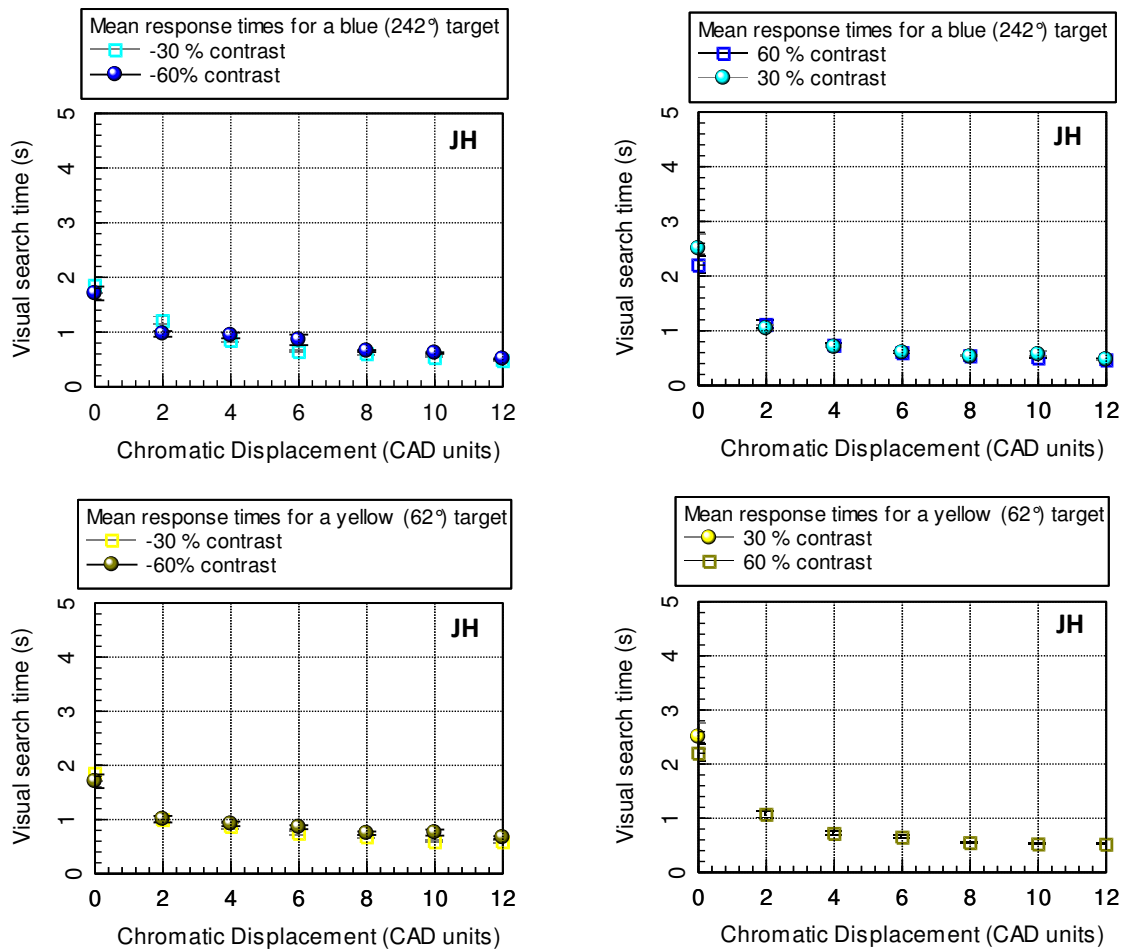 Mean response times for a blue (242°) target
-30 % contrast
-60% contrast
Visual search time (s)
5
4
3
2
1
0
JH
0 2 4 6 8 10 12
Chromatic Displacement (CAD units)
Mean response times for a blue (242°) target
60 % contrast
30 % contrast
Visual search time (s)
5
4
3
2
1
0
JH
0 2 4 6 8 10 12
Chromatic Displacement (CAD units)
Mean response times for a yellow (62°) target
-30 % contrast
-60% contrast
Visual search time (s)
5
4
3
2
1
0
JH
0 2 4 6 8 10 12
Chromatic Displacement (CAD units)
Mean response times for a yellow (62°) target
30 % contrast
60 % contrast
Visual search time (s)
5
4
3
2
1
0
JH
0 2 4 6 8 10 12
Chromatic Displacement (CAD units)